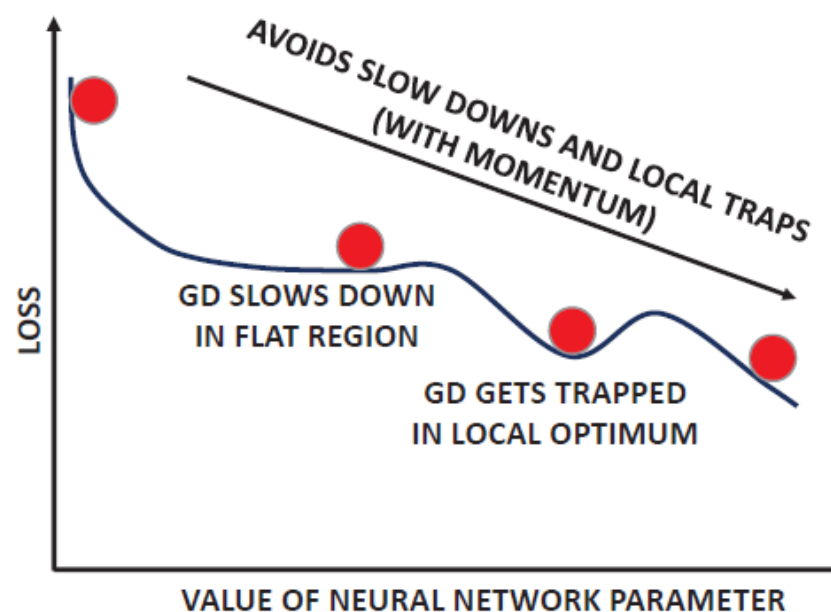 AVOIDS SLOW DOWNS AND LOCAL TRAPS
(WITH MOMENTUM)
LOSS
GD SLOWS DOWN
IN FLAT REGION
GD GETS TRAPPED
IN LOCAL OPTIMUM
VALUE OF NEURAL NETWORK PARAMETER